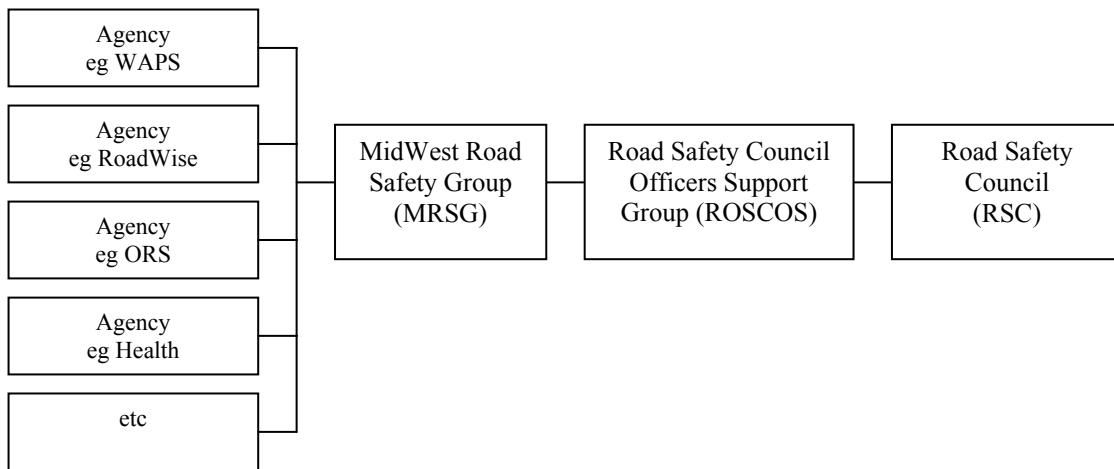 Agency
eg WAPS
Agency
eg RoadWise
Agency
eg ORS
Agency
eg Health
etc
MidWest Road
Safety Group
(MRSG)
Road Safety Council
Officers Support
Group (ROSCOS)
Road Safety
Council
(RSC)